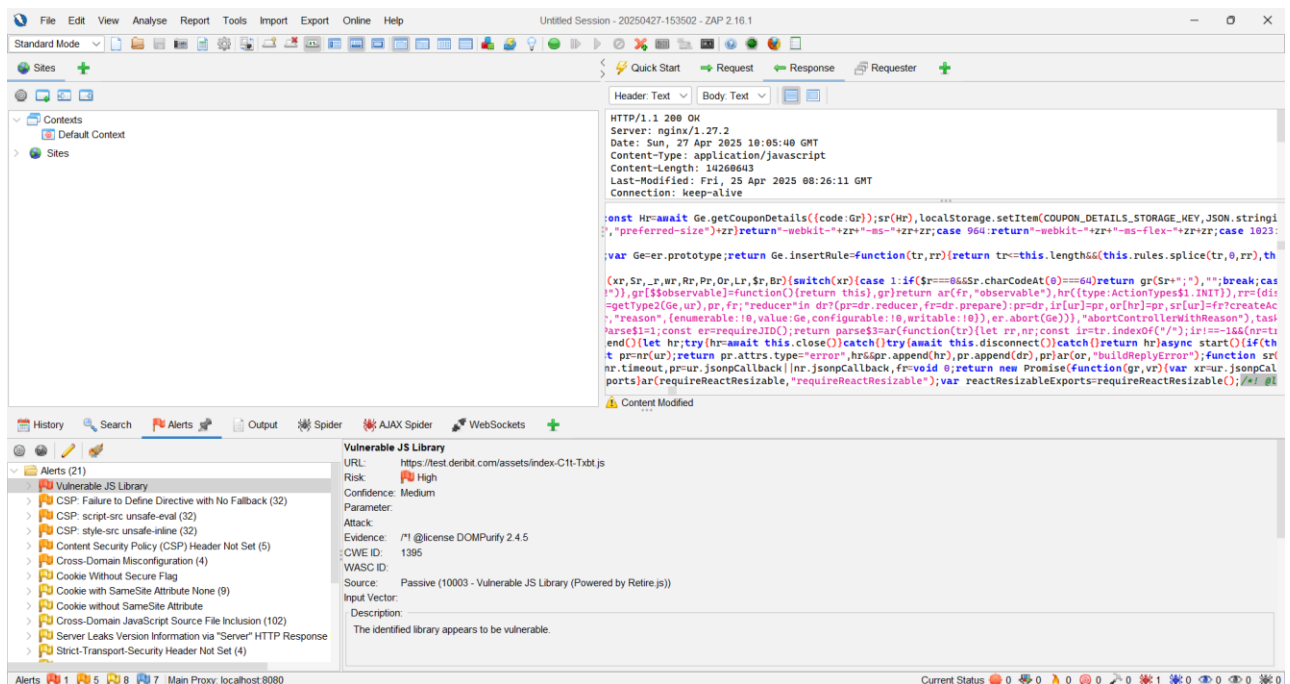 File Edit View Analyse Report Tools Import Export Online Help
Untitled Session - 20250427-153502 - ZAP 2.16.1
Standard Mode
Sites
Quick Start Request Response Requester
Header: Text Body: Text
Contexts
Default Context
Sites
HTTP/1.1 200 OK
Server: nginx/1.27.2
Date: Sun, 27 Apr 2025 10:05:40 GMT
Content-Type: application/javascript
Content-Length: 14260643
Last-Modified: Fri, 25 Apr 2025 08:26:11 GMT
Connection: keep-alive
:onst Hr=await Ge.getCouponDetails({code:Gr});sr(Hr),localStorage.setItem(COUPON_DETAILS_STORAGE_KEY,JSON.stringi
","preferred-size")+zr}return"-webkit-"+zr+"-ms-"+zr+zr;case 964:return"-webkit-"+zr+"-ms-flex-"+zr+zr;case 1023:
;var Ge=er.prototype;return Ge.insertRule=function(tr,rr){return tr<=this.length&&(this.rules.splice(tr,0,rr),th
(xr,Sr,_r,wr,Rr,Pr,Or,Lr,$r,Br){switch(xr){case 1:if($r===0&&Sr.charCodeAt(0)===64)return gr(Sr+";"),"";break;cas
!")},gr[$$observable]=function(){return this},gr}return ar(fr,"observable"),hr({type:ActionTypes$1.INIT}),rr={dis
=getType2(Ge,ur),pr,fr;"reducer"in dr?(pr=dr.reducer,fr=dr.prepare):pr=dr,ir[ur]=pr,or[hr]=pr,sr[ur]=fr?createAc
,"reason",{enumerable:!0,value:Ge,configurable:!0,writable:!0}),er.abort(Ge))},"abortControllerWithReason"),task
Parse$1=1;const er=requireJID();return parse$3=ar(function(tr){let rr,nr;const ir=tr.indexOf("/");ir!==-1&&(nr=tr
end(){let hr;try{hr=await this.close()}catch{}try{await this.disconnect()}catch{}return hr}async start(){if(th
t pr=nr(ur);return pr.attrs.type="error",hr&&pr.append(hr),pr.append(dr),pr}ar(or,"buildReplyError");function sr(
nr.timeout,pr=ur.jsonpCallback||nr.jsonpCallback,fr=void 0;return new Promise(function(gr,vr){var xr=ur.jsonpCal
ports}ar(requireReactResizable,"requireReactResizable");var reactResizableExports=requireReactResizable();/*! @l
Content Modified
History Search Alerts Output Spider AJAX Spider WebSockets
Alerts (21)
Vulnerable JS Library
CSP: Failure to Define Directive with No Fallback (32)
CSP: script-src unsafe-eval (32)
CSP: style-src unsafe-inline (32)
Content Security Policy (CSP) Header Not Set (5)
Cross-Domain Misconfiguration (4)
Cookie Without Secure Flag
Cookie with SameSite Attribute None (9)
Cookie without SameSite Attribute
Cross-Domain JavaScript Source File Inclusion (102)
Server Leaks Version Information via "Server" HTTP Response
Strict-Transport-Security Header Not Set (4)
Vulnerable JS Library
URL: https://test.deribit.com/assets/index-C1t-Txbt.js
Risk: High
Confidence: Medium
Parameter:
Attack:
Evidence: /*! @license DOMPurify 2.4.5
CWE ID: 1395
WASC ID:
Source: Passive (10003 - Vulnerable JS Library (Powered by Retire.js))
Input Vector:
Description:
The identified library appears to be vulnerable.
Alerts 1 5 8 7 Main Proxy: localhost:8080
Current Status 0 0 0 0 0 1 0 0 0 0